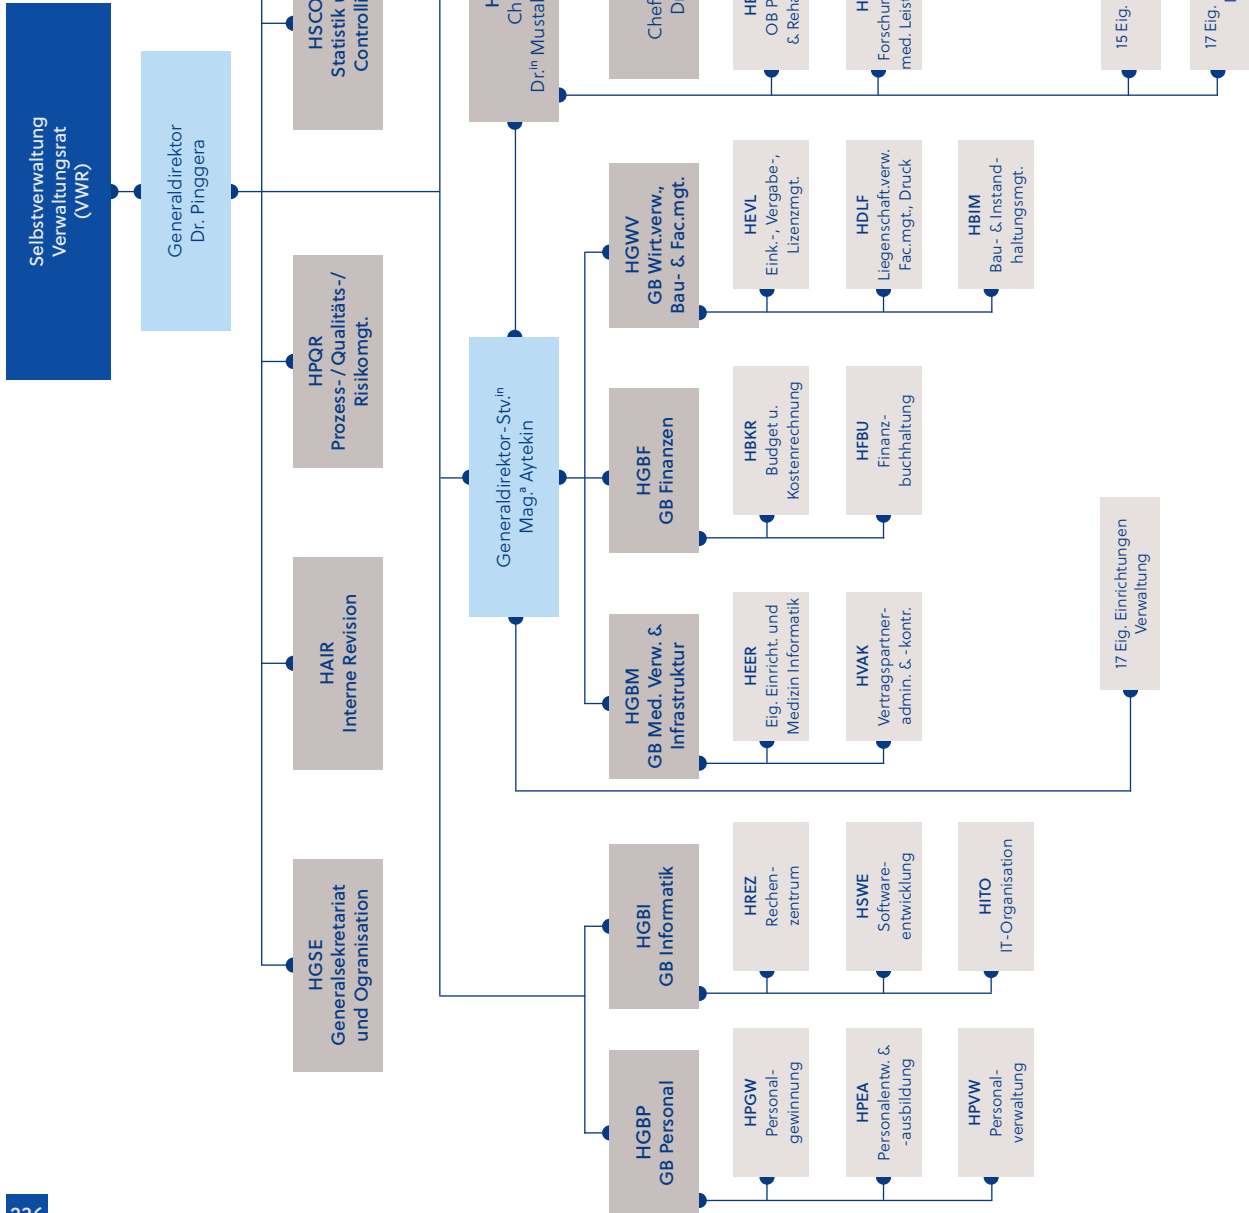 Selbstverwaltung
Verwaltungsrat
(VWR)
Generaldirektor
Dr. Pinggera
HGSE
Generalsekretariat
und Ogranisation
HAIR
Interne Revision
HPQR
Prozess- / Qualitäts-/
Risikomgt.
HSCO
Statistik
Controlli
Generaldirektor-Stv.in
Mag.a Aytekin
Dr.in
HGBP
GB Personal
HPGW
Personal-
gewinnung
HPEA
Personalentw. &
-ausbildung
HPVW
Personal-
verwaltung
HGBI
GB Informatik
HREZ
Rechen-
zentrum
HSWE
Software-
entwicklung
HITO
IT-Organisation
HGBM
GB Med. Verw. &
Infrastruktur
HEER
Eig. Einricht. und
Medizin Informatik
HVAK
Vertragspartner-
admin. & -kontr.
HGBF
GB Finanzen
HBKR
Budget u.
Kostenrechnung
HFBU
Finanz-
buchhaltung
HGWV
GB Wirt.verw.,
Bau- & Fac.mgt.
HEVL
Eink.-, Vergabe-,
Lizenzmgt.
HDLF
Liegenschaft.verw.
Fac.mgt., Druck
HBIM
Bau- & Instand-
haltungsmgt.
Chef
OB
& Reha
Forschun
med. Leist
17 Eig. Einrichtungen
Verwaltung
15 Eig.
17 Eig.